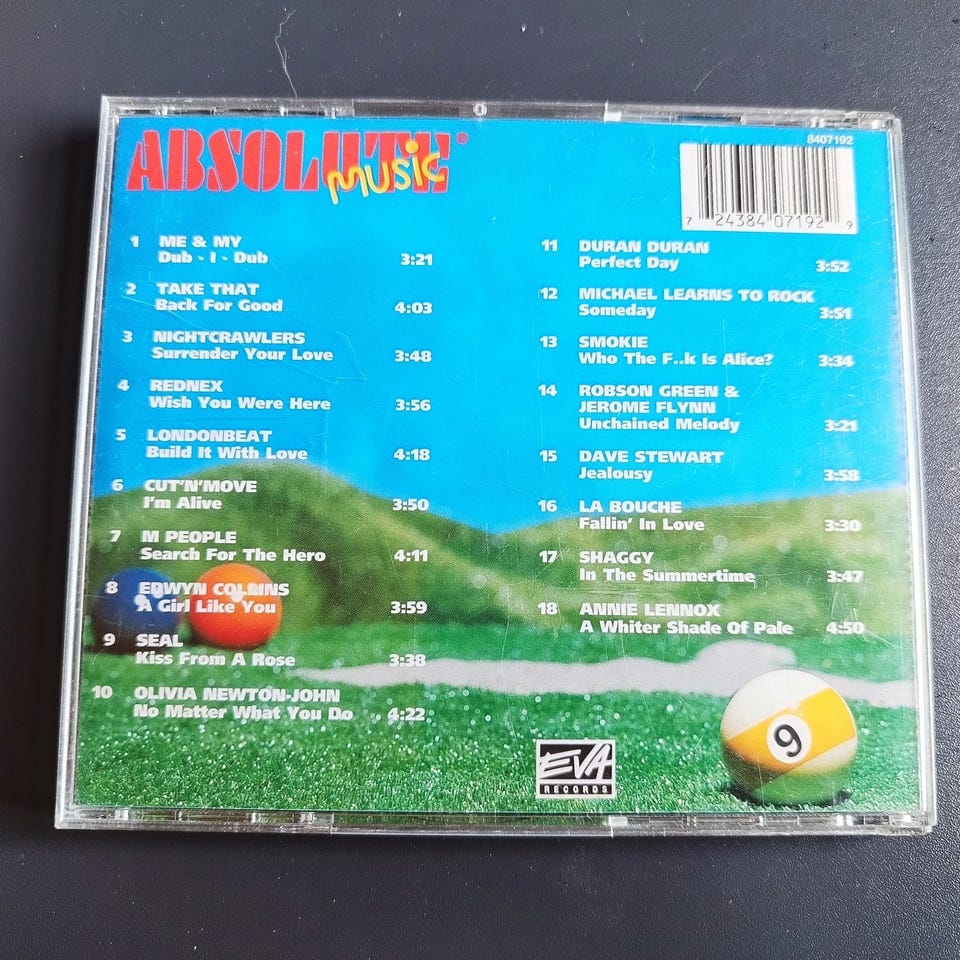 ABSOLUTE®
MUSIC
8407192
7 24384 07192 9
1 ME & MY
Dub - I - Dub 3:21
2 TAKE THAT
Back For Good 4:03
3 NIGHTCRAWLERS
Surrender Your Love 3:48
4 REDNEX
Wish You Were Here 3:56
5 LONDONBEAT
Build It With Love 4:18
6 CUT'N'MOVE
I'm Alive 3:50
7 M PEOPLE
Search For The Hero 4:11
8 EDWYN COLLINS
A Girl Like You 3:59
9 SEAL
Kiss From A Rose 3:38
10 OLIVIA NEWTON-JOHN
No Matter What You Do 4:22
11 DURAN DURAN
Perfect Day 3:52
12 MICHAEL LEARNS TO ROCK
Someday 3:51
13 SMOKIE
Who The F..k Is Alice? 3:34
14 ROBSON GREEN &
JEROME FLYNN
Unchained Melody 3:21
15 DAVE STEWART
Jealousy 3:58
16 LA BOUCHE
Fallin' In Love 3:30
17 SHAGGY
In The Summertime 3:47
18 ANNIE LENNOX
A Whiter Shade Of Pale 4:50
9
EVA
RECORDS